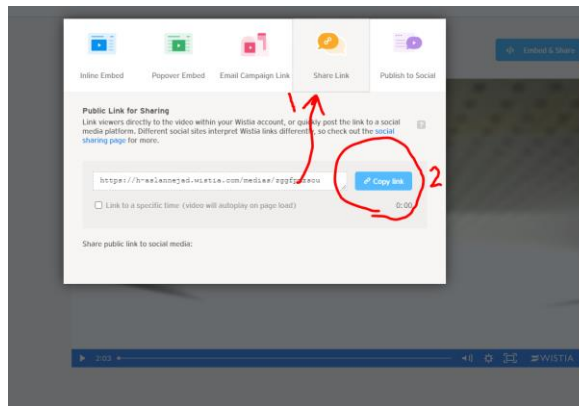 Embed & Share
Inline Embed
Popover Embed
Email Campaign Link
Share Link
Publish to Social
1
Public Link for Sharing
Link viewers directly to the video within your Wistia account, or quickly post the link to a social
media platform. Different social sites interpret Wistia links differently, so check out the social
sharing page for more.
?
Copy link
2
Link to a specific time (video will autoplay on page load)
0:00
Share public link to social media:
2:03
WISTIA